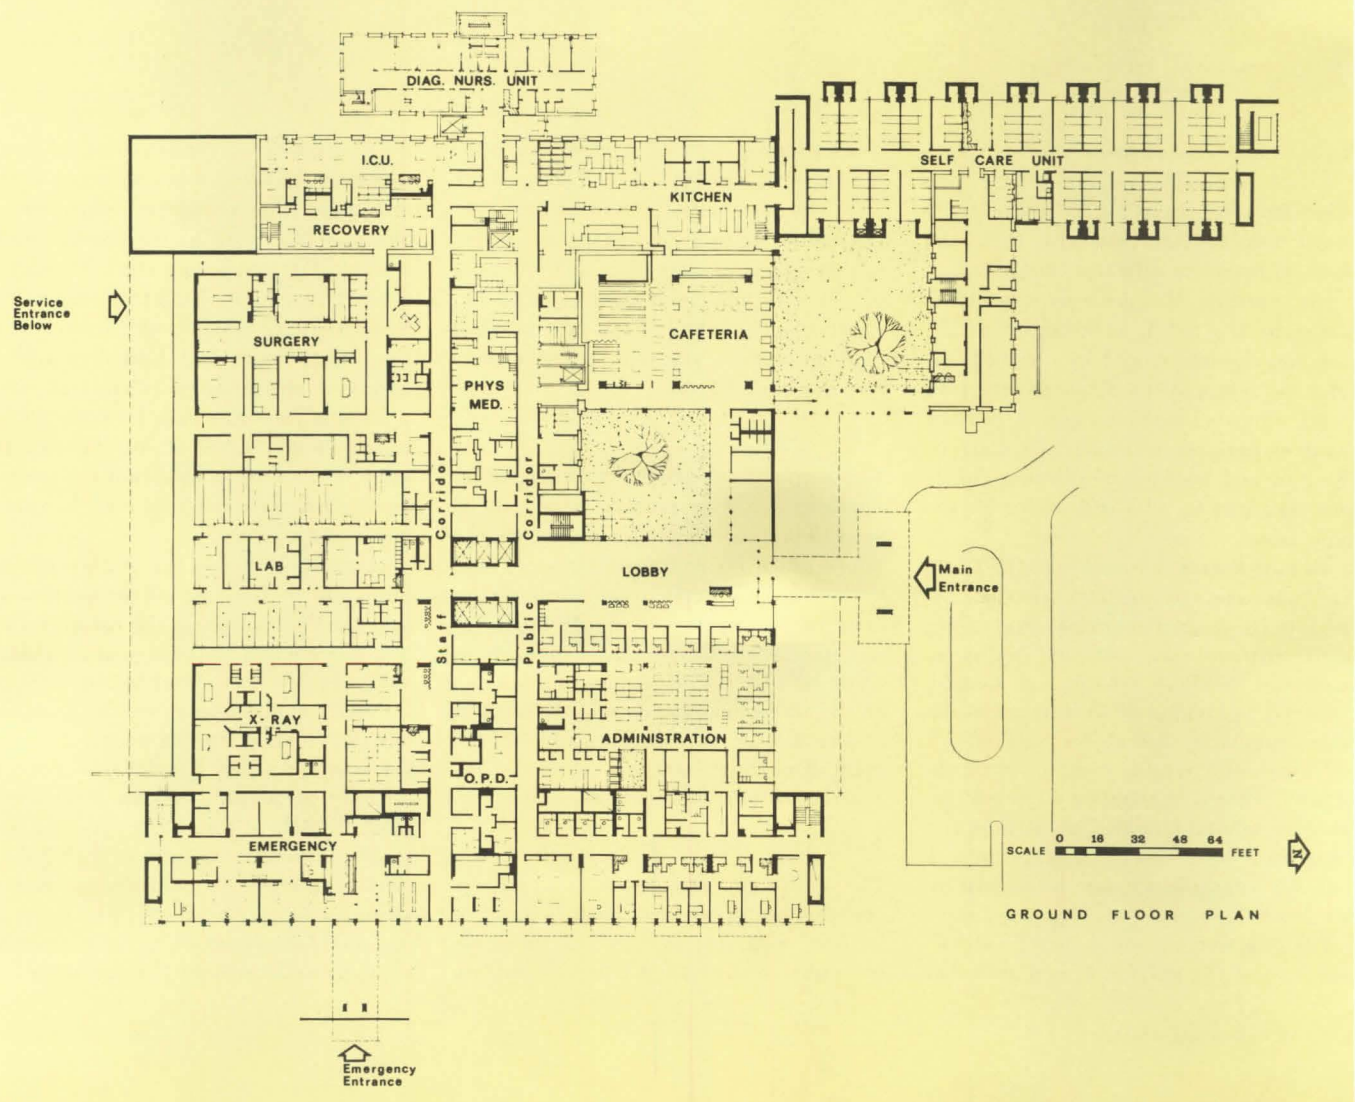 DIAG. NURS. UNIT
I.C.U.
SELF CARE UNIT
KITCHEN
RECOVERY
Service
Entrance
Below
SURGERY
CAFETERIA
PHYS
MED.
Corridor
Corridor
LAB
LOBBY
Main
Entrance
Staff
Public
X-RAY
ADMINISTRATION
O.P.D.
EMERGENCY
SCALE 0 16 32 48 64 FEET
N
GROUND FLOOR PLAN
Emergency
Entrance